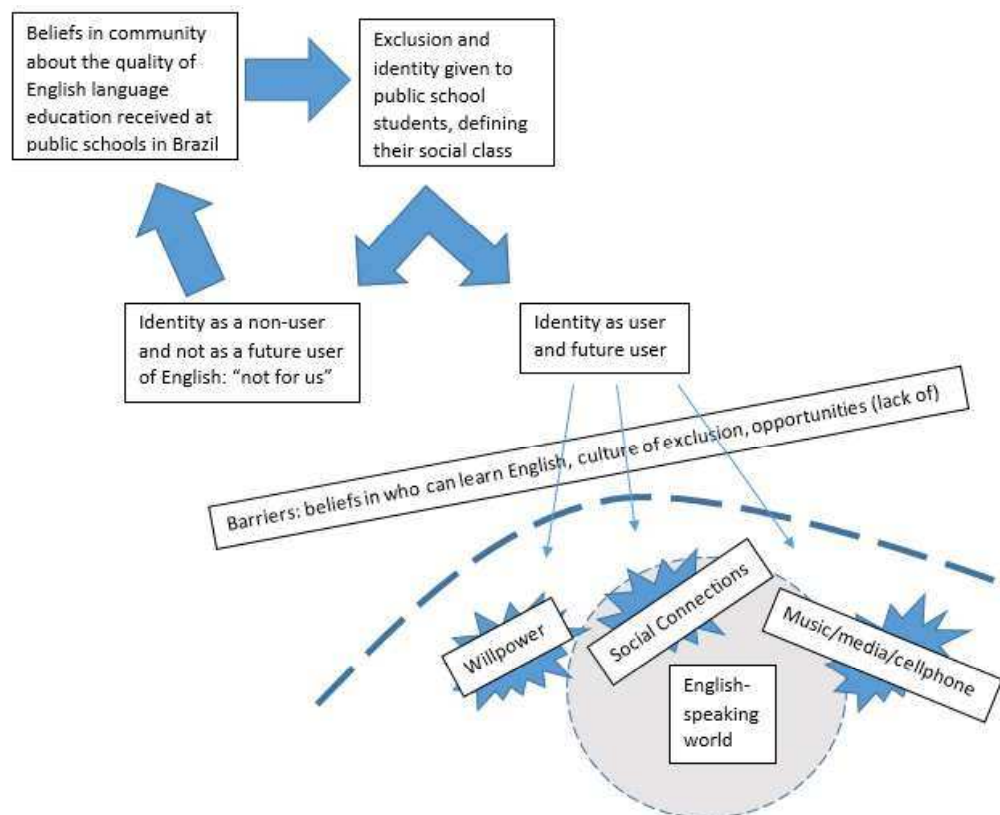 Beliefs in community
about the quality of
English language
education received at
public schools in Brazil
Exclusion and
identity given to
public school
students, defining
their social class
Identity as a non-user
and not as a future user
of English: “not for us”
Identity as user
and future user
Barriers: beliefs in who can learn English, culture of exclusion, opportunities (lack of)
Willpower
Social Connections
Music/media/cellphone
English-
speaking
world